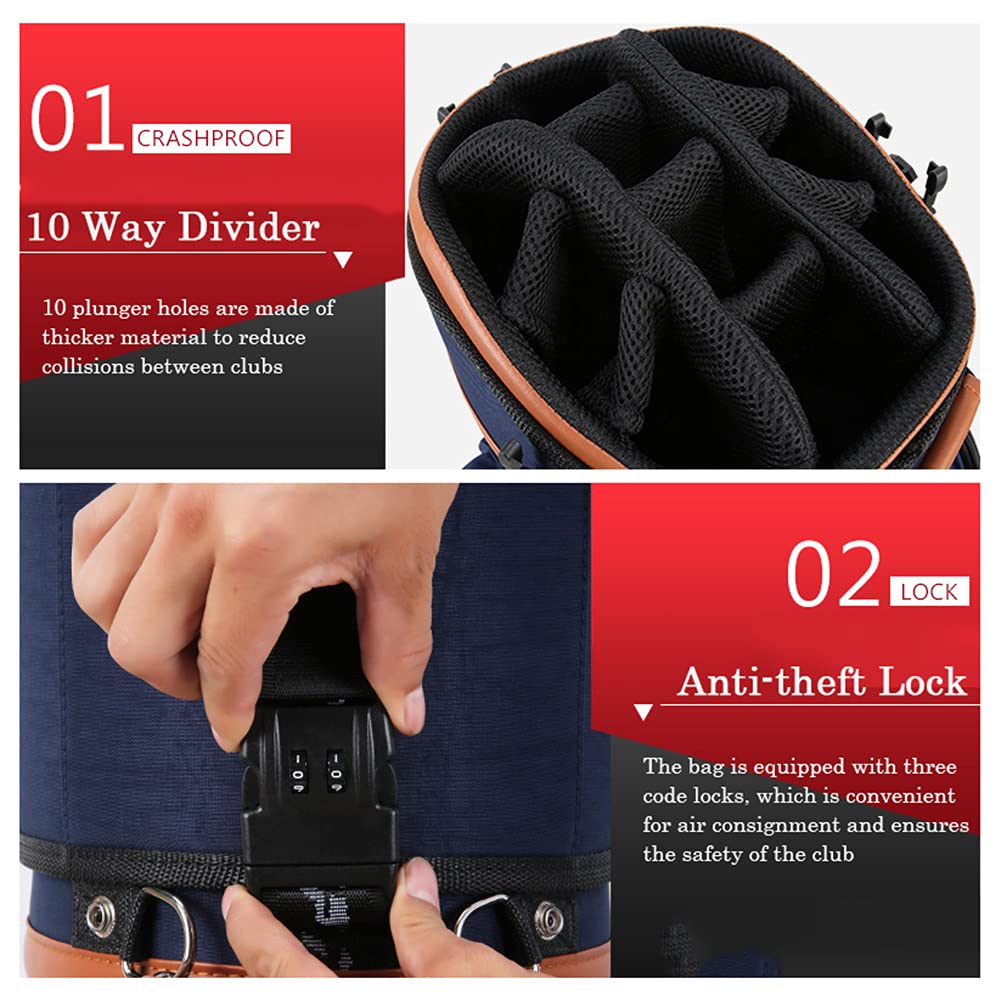 01 CRASHPROOF
10 Way Divider
10 plunger holes are made of
thicker material to reduce
collisions between clubs
02 LOCK
Anti-theft Lock
The bag is equipped with three
code locks, which is convenient
for air consignment and ensures
the safety of the club